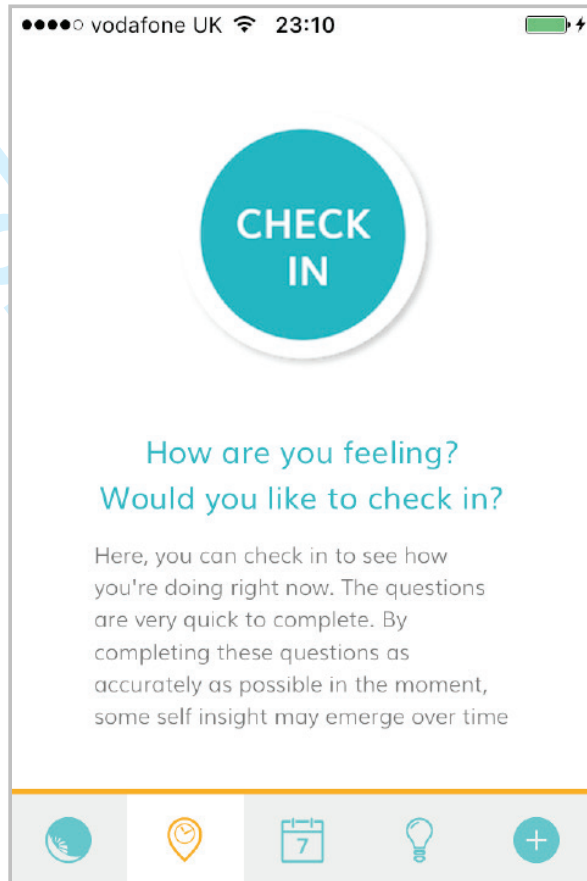 vodafone UK 23:10
CHECK
IN
How are you feeling?
Would you like to check in?
Here, you can check in to see how
you're doing right now. The questions
are very quick to complete. By
completing these questions as
accurately as possible in the moment,
some self insight may emerge over time
7